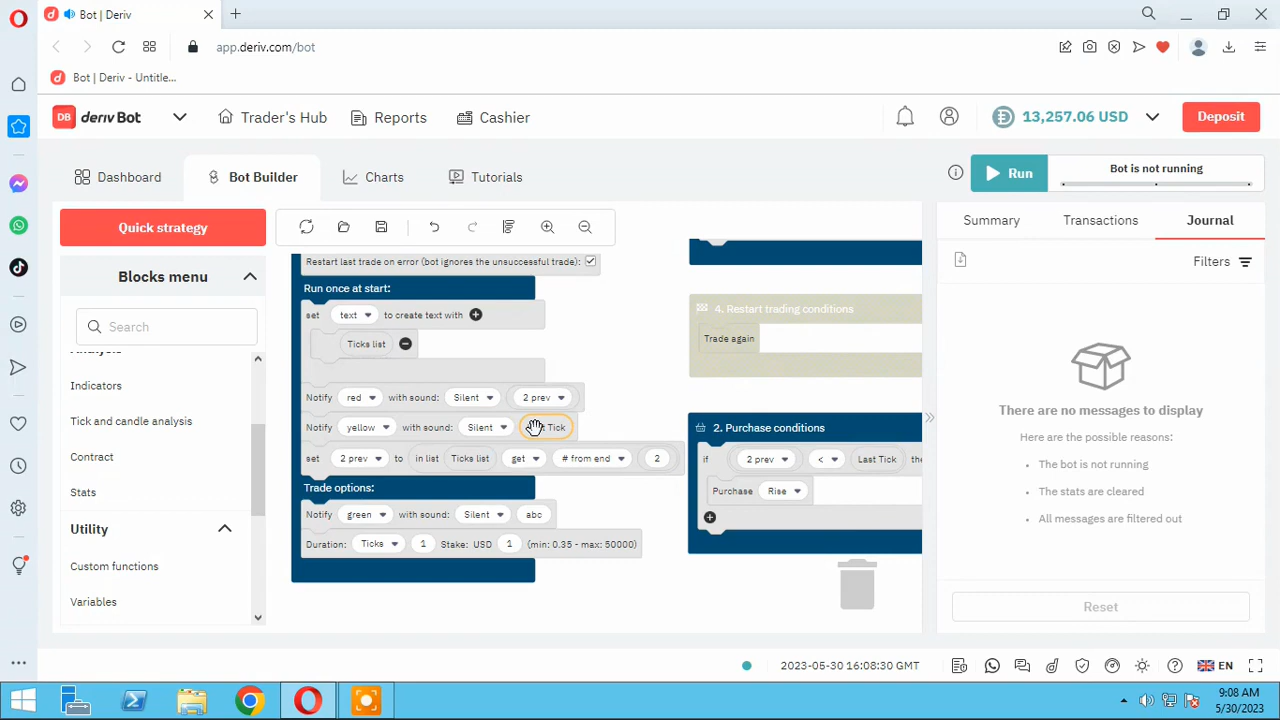 Bot | Deriv
app.deriv.com/bot
Bot | Deriv - Untitle...
DB deriv Bot
Trader's Hub
Reports
Cashier
13,257.06 USD
Deposit
Dashboard
Bot Builder
Charts
Tutorials
Run
Bot is not running
Quick strategy
Summary
Transactions
Journal
Blocks menu
Filters
Search
Analysis
Indicators
Tick and candle analysis
Contract
Stats
Utility
Custom functions
Variables
Restart last trade on error (bot ignores the unsuccessful trade):
Run once at start:
set text to create text with
Ticks list
Notify red with sound: Silent 2 prev
Notify yellow with sound: Silent Tick
set 2 prev to in list Ticks list get # from end 2
Trade options:
Notify green with sound: Silent abc
Duration: Ticks 1 Stake: USD 1 (min: 0.35 - max: 50000)
4. Restart trading conditions
Trade again
2. Purchase conditions
if 2 prev < Last Tick the
Purchase Rise
There are no messages to display
Here are the possible reasons:
The bot is not running
The stats are cleared
All messages are filtered out
Reset
2023-05-30 16:08:30 GMT
EN
9:08 AM
5/30/2023